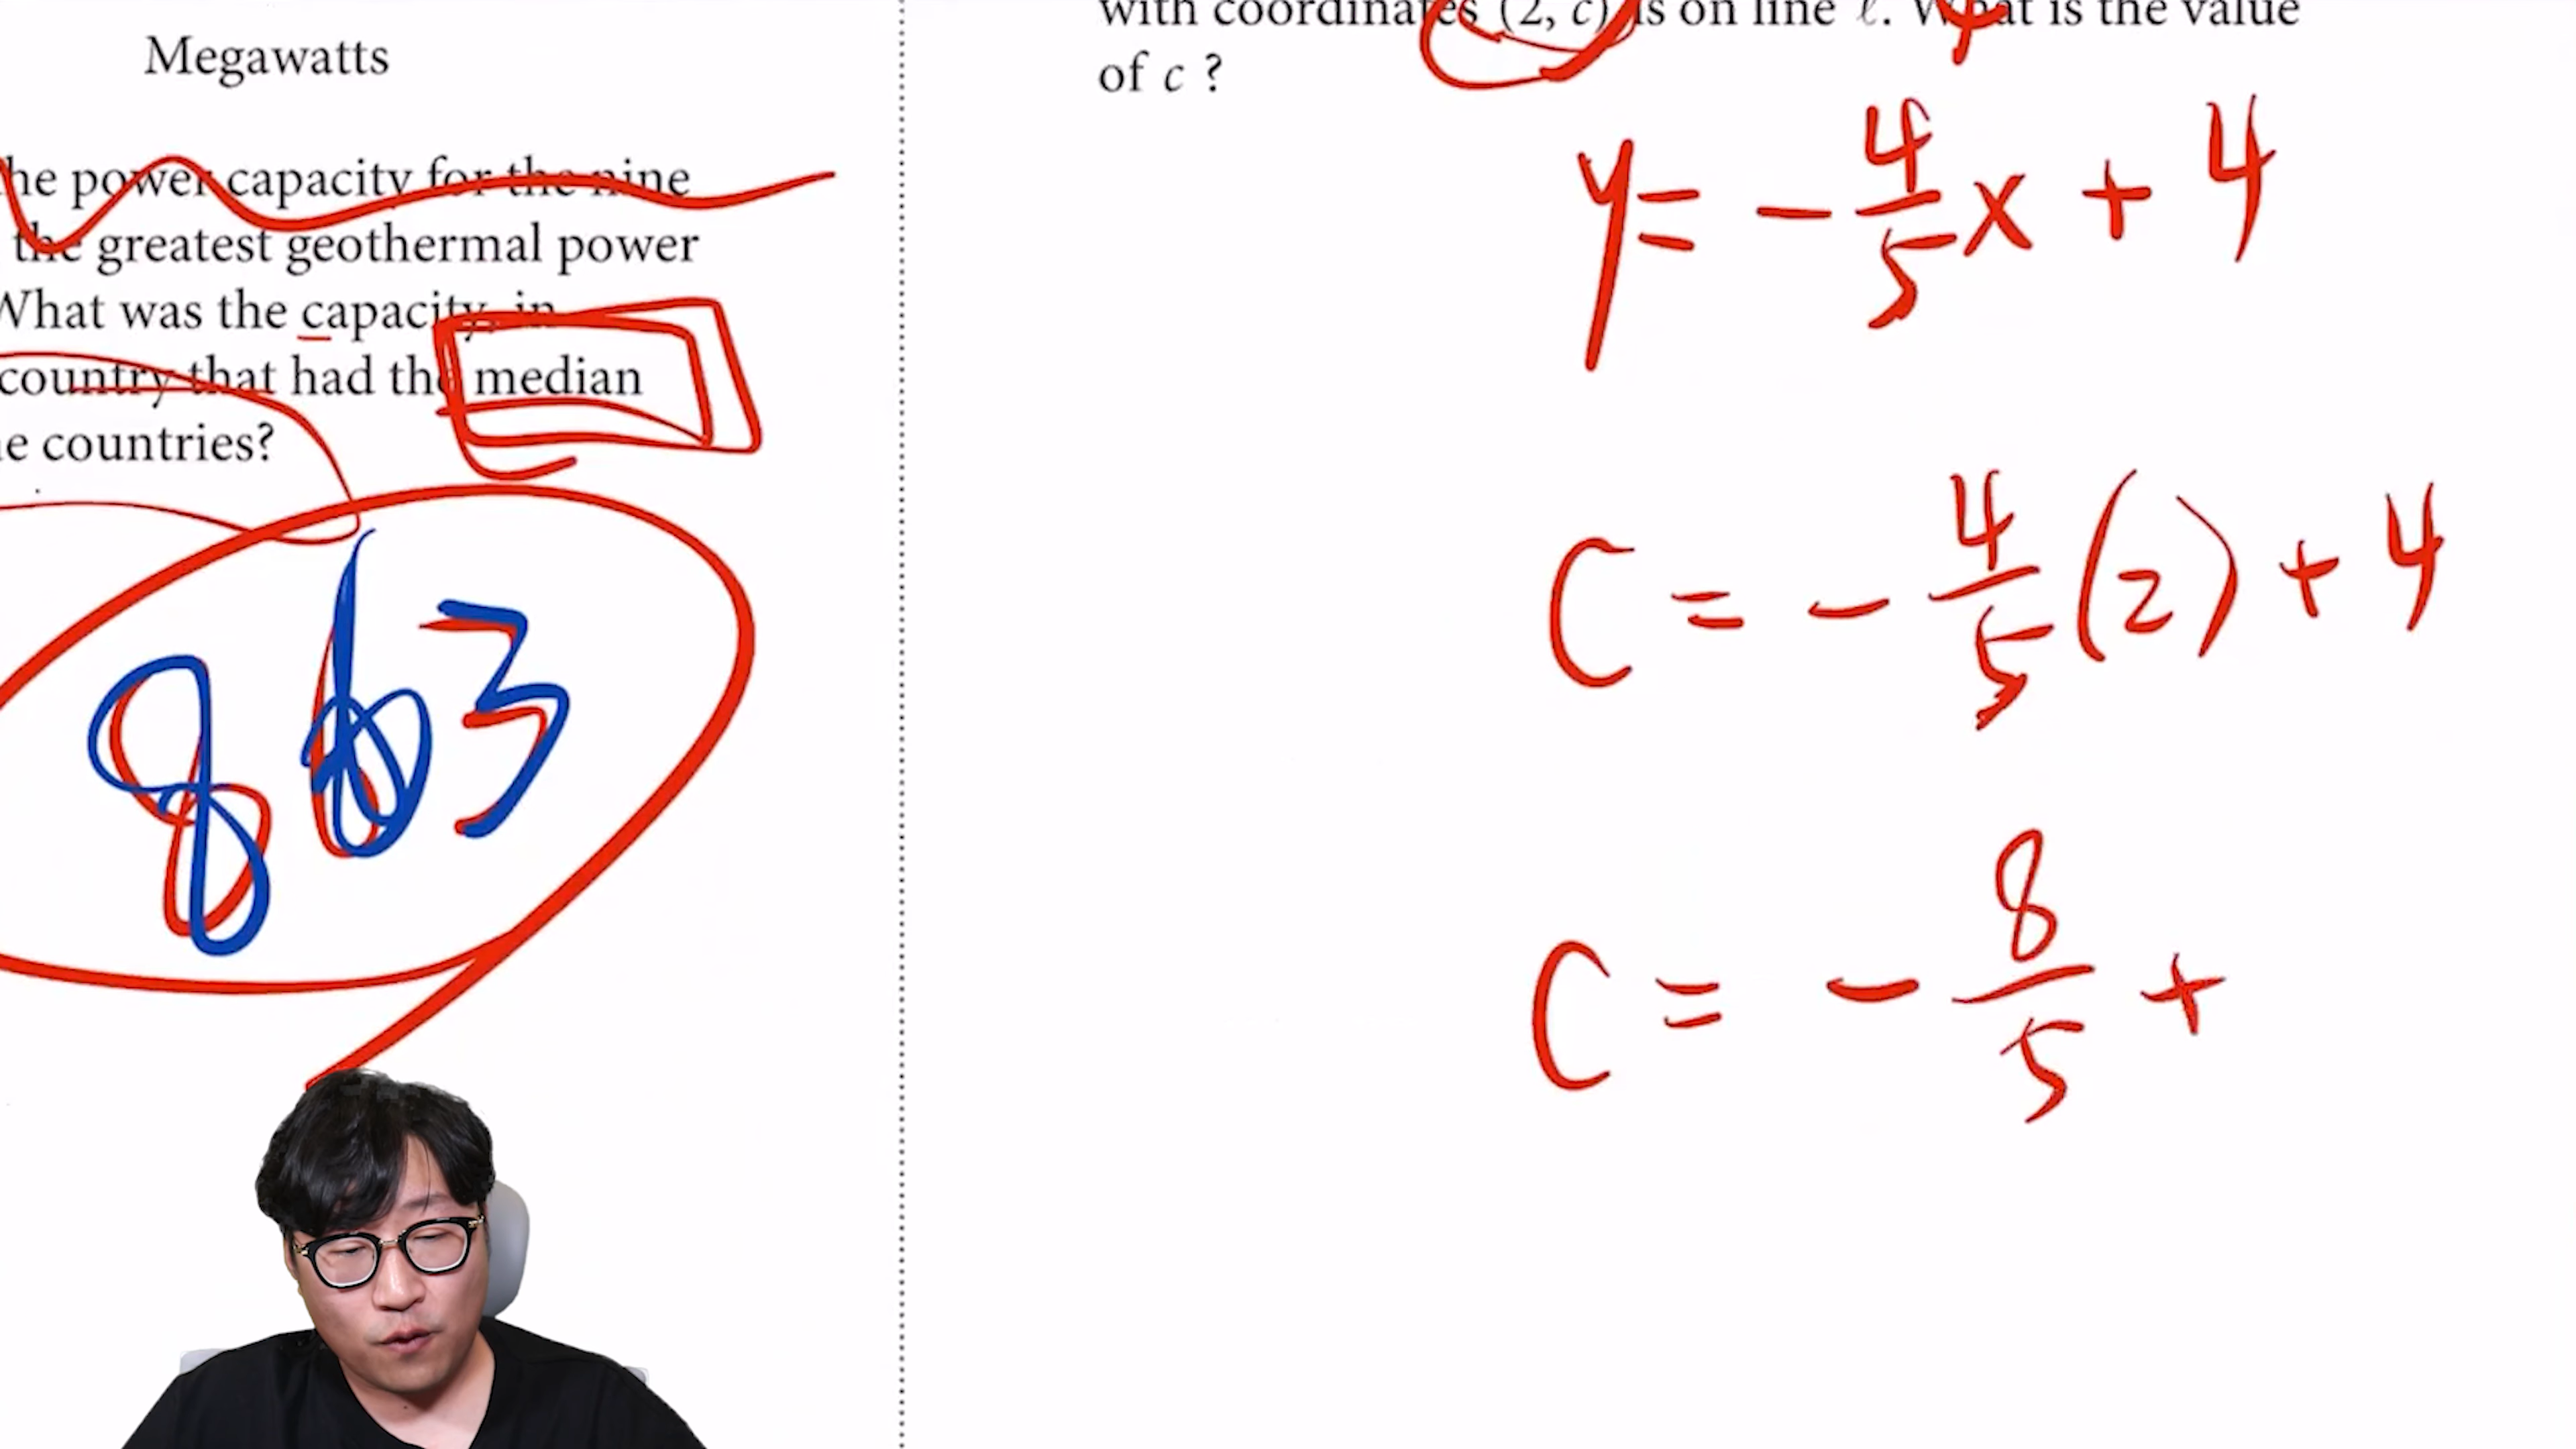 Megawatts
he power capacity for the nine
the greatest geothermal power
What was the capacity, in
country that had the median
e countries?
863
with coordinates (2, c) is on line ℓ. What is the value
of c ?
y = - 4/5 x + 4
C = - 4/5 (2) + 4
C = - 8/5 +